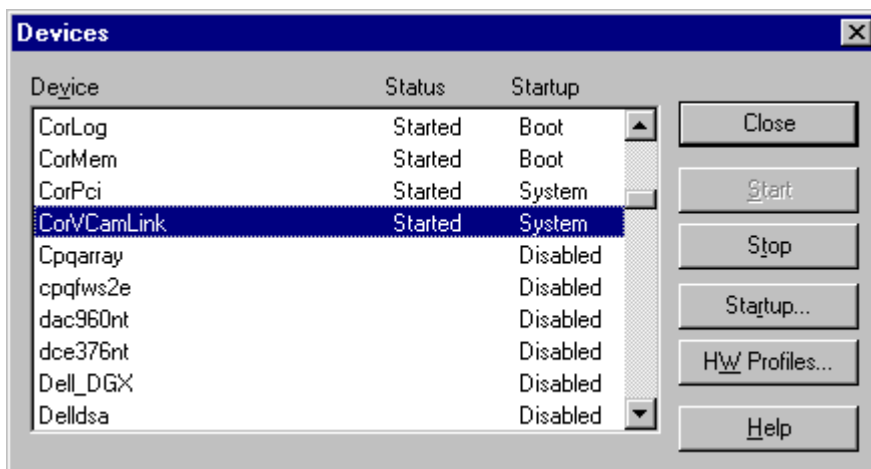 Devices
Device Status Startup
CorLog Started Boot
CorMem Started Boot
CorPci Started System
CorVCamLink Started System
Cpqarray Disabled
cpqfws2e Disabled
dac960nt Disabled
dce376nt Disabled
Dell_DGX Disabled
Delldsa Disabled
Close
Start
Stop
Startup...
HW Profiles...
Help